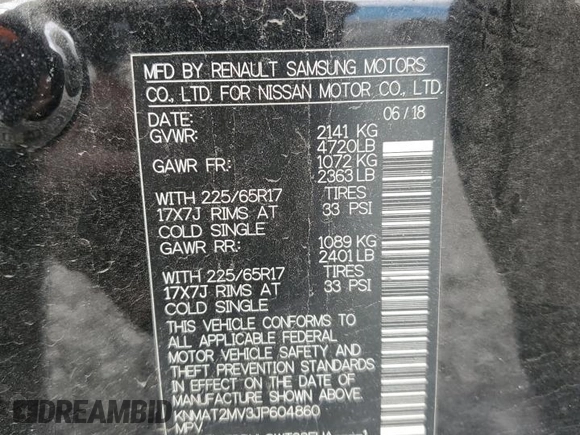 MFD BY RENAULT SAMSUNG MOTORS
CO., LTD. FOR NISSAN MOTOR CO., LTD.
DATE: 06/18
GVWR: 2141 KG
4720LB
GAWR FR: 1072 KG
2363 LB
WITH 225/65R17 TIRES
17X7J RIMS AT 33 PSI
COLD SINGLE
GAWR RR: 1089 KG
2401 LB
WITH 225/65R17 TIRES
17X7J RIMS AT 33 PSI
COLD SINGLE
THIS VEHICLE CONFORMS TO
ALL APPLICABLE FEDERAL
MOTOR VEHICLE SAFETY AND
THEFT PREVENTION STANDARDS
IN EFFECT ON THE DATE OF
MANUFACTURE SHOWN ABOVE.
KNMAT2MV3JP604860
MPV
autobidcar